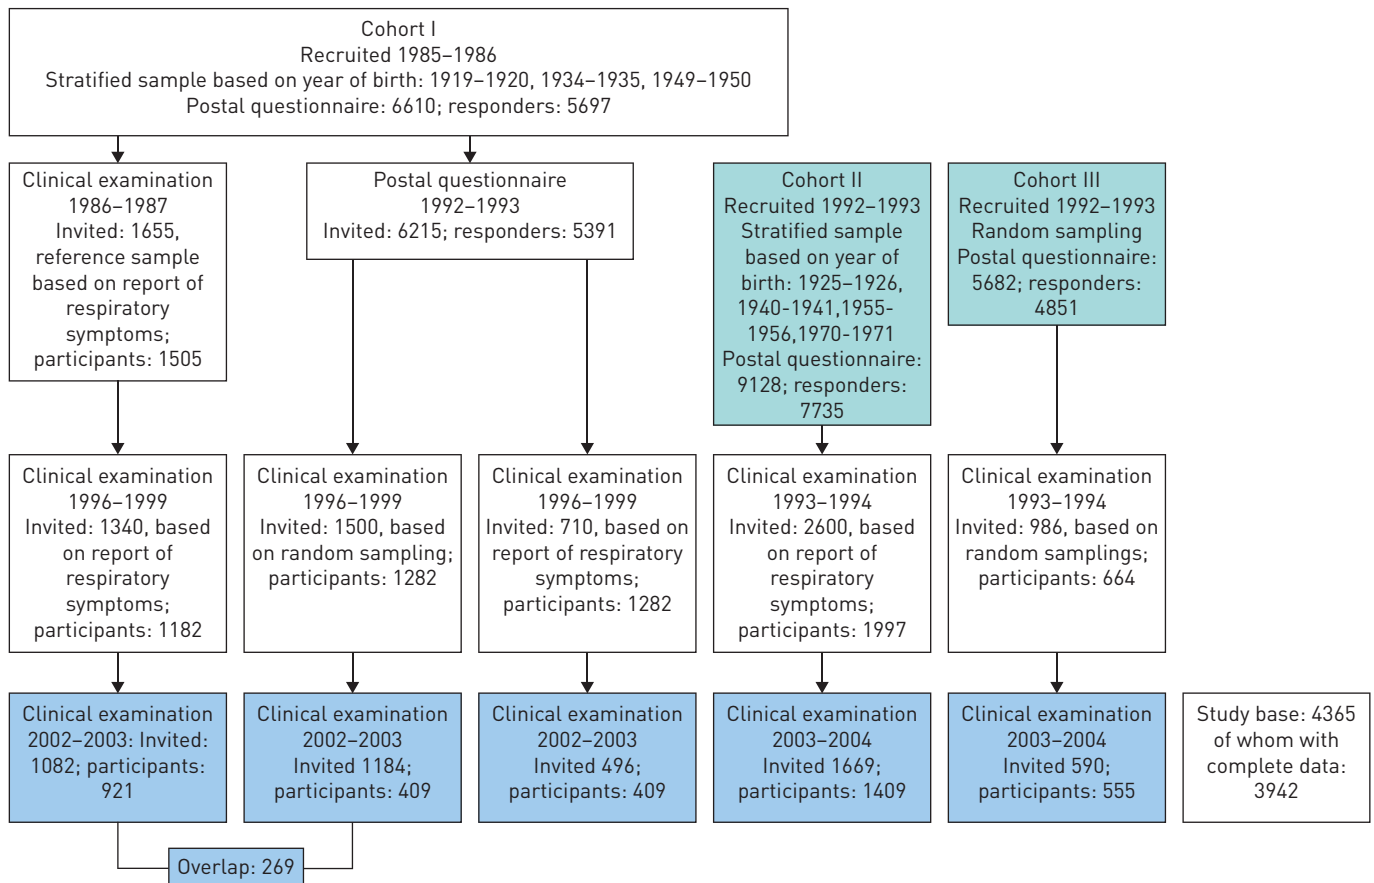 Cohort I
Recruited 1985–1986
Stratified sample based on year of birth: 1919–1920, 1934–1935, 1949–1950
Postal questionnaire: 6610; responders: 5697
Clinical examination
1986–1987
Invited: 1655,
reference sample
based on report of
respiratory
symptoms;
participants: 1505
Postal questionnaire
1992–1993
Invited: 6215; responders: 5391
Cohort II
Recruited 1992–1993
Stratified sample
based on year of
birth: 1925–1926,
1940-1941,1955-
1956,1970-1971
Postal questionnaire:
9128; responders:
7735
Cohort III
Recruited 1992–1993
Random sampling
Postal questionnaire:
5682; responders:
4851
Clinical examination
1996–1999
Invited: 1340, based
on report of
respiratory
symptoms;
participants: 1182
Clinical examination
1996–1999
Invited: 1500, based
on random sampling;
participants: 1282
Clinical examination
1996–1999
Invited: 710, based on
report of respiratory
symptoms;
participants: 1282
Clinical examination
1993–1994
Invited: 2600, based
on report of
respiratory
symptoms;
participants: 1997
Clinical examination
1993–1994
Invited: 986, based on
random samplings;
participants: 664
Clinical examination
2002–2003: Invited:
1082; participants:
921
Clinical examination
2002–2003
Invited 1184;
participants: 409
Clinical examination
2002–2003
Invited 496;
participants: 409
Clinical examination
2003–2004
Invited 1669;
participants: 1409
Clinical examination
2003–2004
Invited 590;
participants: 555
Study base: 4365
of whom with
complete data:
3942
Overlap: 269